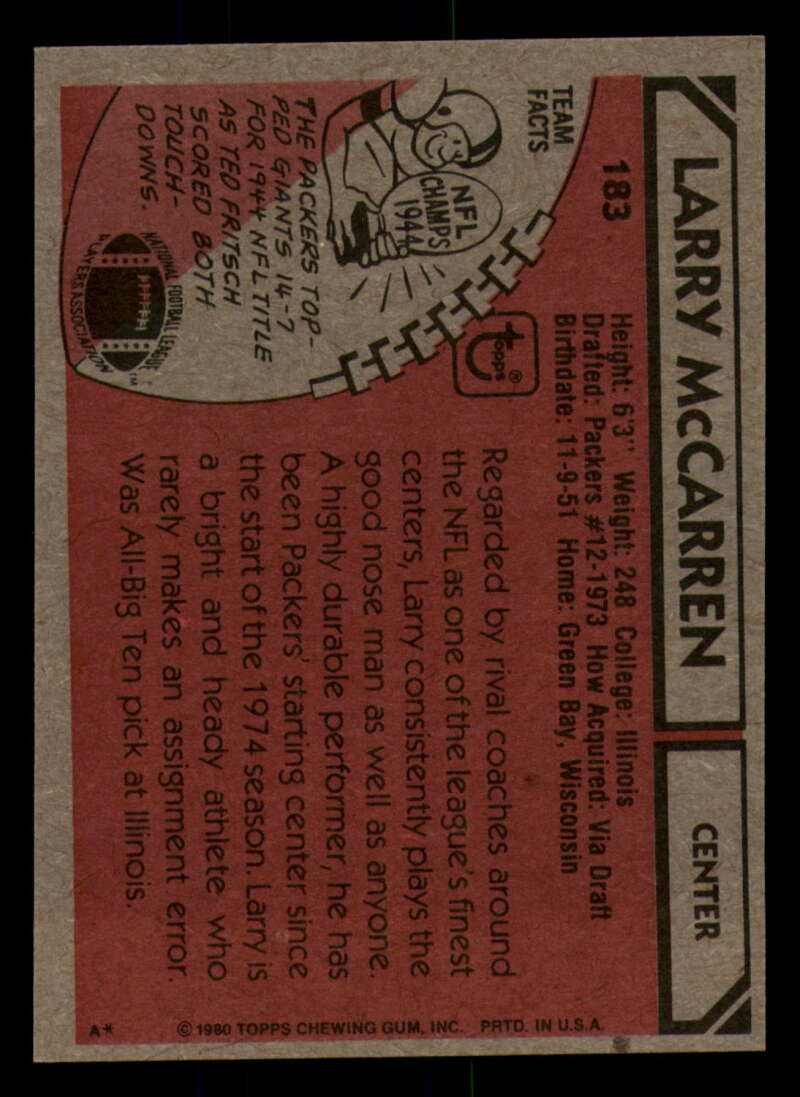 LARRY McCARREN
CENTER
183
Height: 6'3" Weight: 248 College: Illinois
Drafted: Packers #12-1973 How Acquired: Via Draft
Birthdate: 11-9-51 Home: Green Bay, Wisconsin
TEAM
FACTS
NFL
CHAMPS
1944
THE PACKERS TOP-
PED GIANTS 14-7
FOR 1944 NFL TITLE
AS TED FRITSCH
SCORED BOTH
TOUCH-
DOWNS.
NATIONAL FOOTBALL LEAGUE
PLAYERS ASSOCIATION
TM
topps®
Regarded by rival coaches around
the NFL as one of the league's finest
centers, Larry consistently plays the
good nose man as well as anyone.
A highly durable performer, he has
been Packers' starting center since
the start of the 1974 season. Larry is
a bright and heady athlete who
rarely makes an assignment error.
Was All-Big Ten pick at Illinois.
A* © 1980 TOPPS CHEWING GUM, INC. PRTD. IN U.S.A.